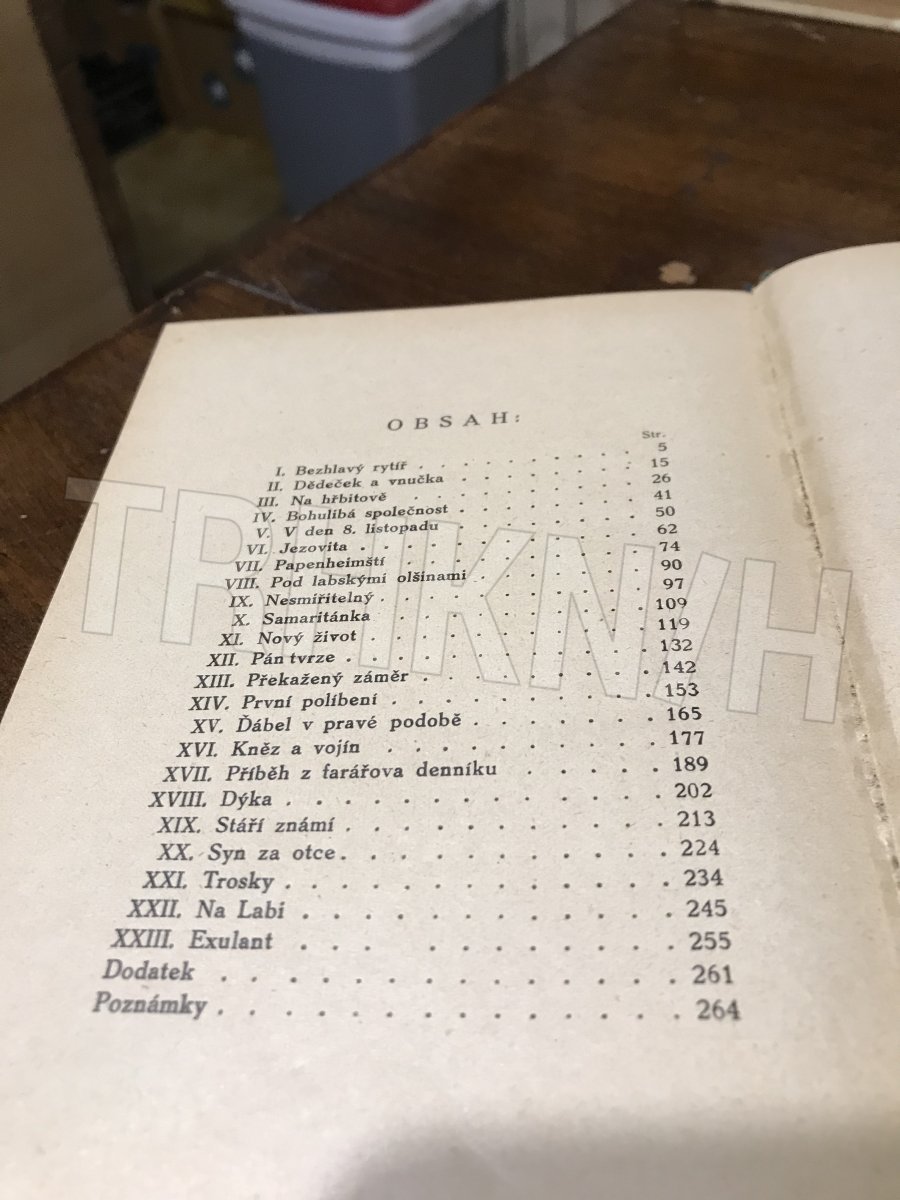 OBSAH:
Str.
I. Bezhlavý rytíř . . . . . . . . 5
II. Dědeček a vnučka . . . . . . . 15
III. Na hřbitově . . . . . . . . 26
IV. Bohulibá společnost . . . . . . . 41
V. V den 8. listopadu . . . . . . . 50
VI. Jezovita . . . . . . . . . . 62
VII. Papenheimští . . . . . . . . 74
VIII. Pod labskými olšinami . . . . . . . 90
IX. Nesmiřitelný . . . . . . . . . 97
X. Samaritánka . . . . . . . . . 109
XI. Nový život . . . . . . . . . . 119
XII. Pán tvrze . . . . . . . . . . 132
XIII. Překažený záměr . . . . . . . . 142
XIV. První políbení . . . . . . . . . 153
XV. Ďábel v pravé podobě . . . . . . . 165
XVI. Kněz a vojín . . . . . . . . 177
XVII. Příběh z farářova denníku . . . . . 189
XVIII. Dýka . . . . . . . . . . . . 202
XIX. Stáří známí . . . . . . . . . . 213
XX. Syn za otce . . . . . . . . . . 224
XXI. Trosky . . . . . . . . . . . . 234
XXII. Na Labi . . . . . . . . . . . 245
XXIII. Exulant . . . . . . . . . . . 255
Dodatek . . . . . . . . . . . . . . 261
Poznámky . . . . . . . . . . . . . . 264